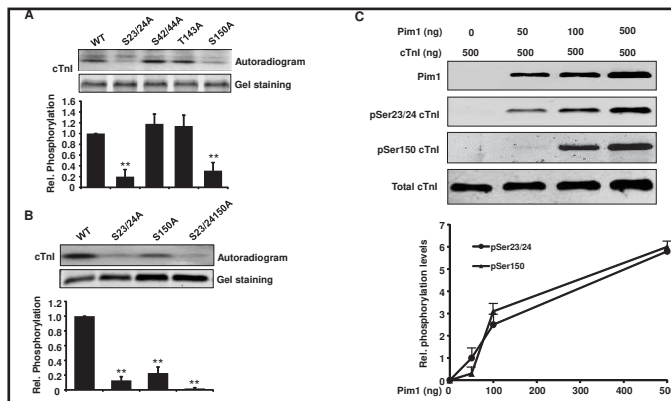 A
WT S23/24A S42/44A T143A S150A
cTnI
Autoradiogram
Gel staining
Rel. Phosphorylation
1.4
1.2
1.0
0.8
0.6
0.4
0.2
0
**
**
B
WT S23/24A S150A S23/24150A
cTnI
Autoradiogram
Gel staining
Rel. Phosphorylation
1.2
1.0
0.8
0.6
0.4
0.2
0
**
**
**
C
Pim1 (ng) 0 50 100 500
cTnI (ng) 500 500 500 500
Pim1
pSer23/24 cTnI
pSer150 cTnI
Total cTnI
Rel. phosphorylation levels
7
6
5
4
3
2
1
0
pSer23/24
pSer150
Pim1 (ng) 0 100 200 300 400 50